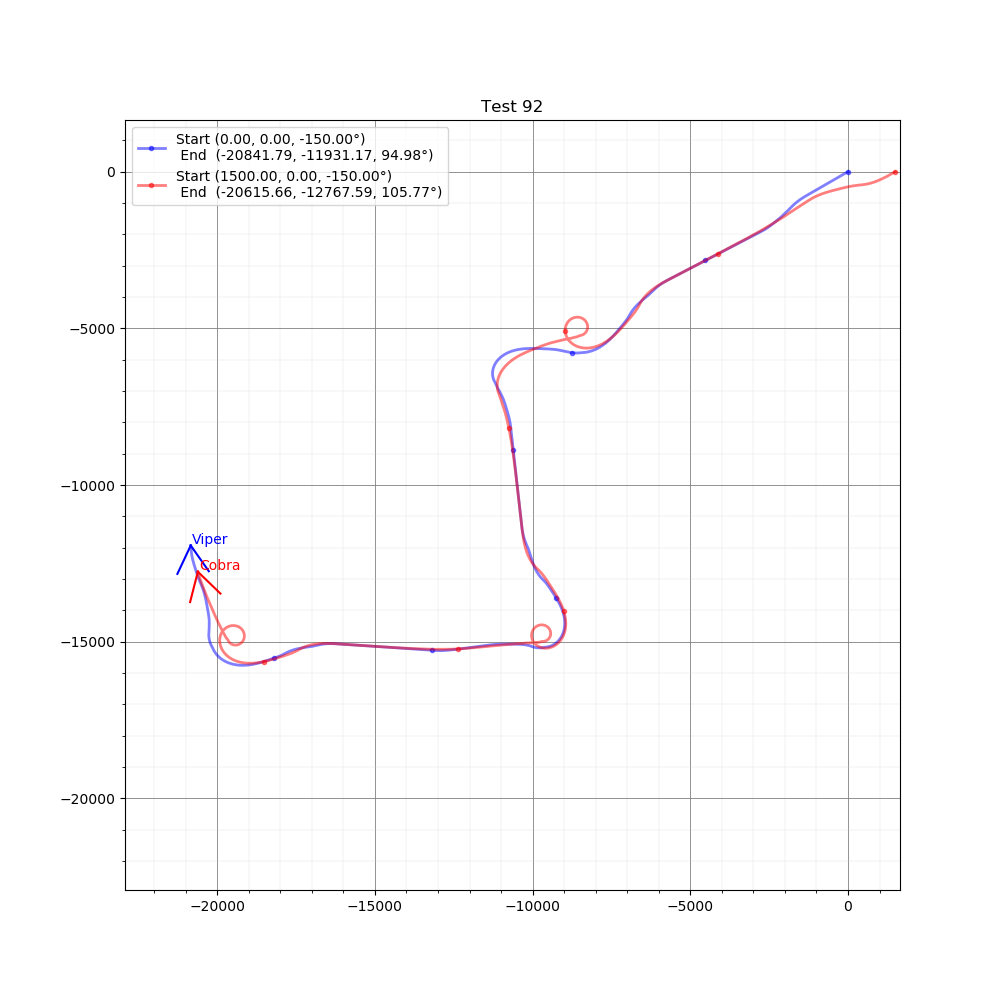 Test 92
Start (0.00, 0.00, -150.00°)
End (-20841.79, -11931.17, 94.98°)
Start (1500.00, 0.00, -150.00°)
End (-20615.66, -12767.59, 105.77°)
0
−5000
−10000
−15000
−20000
Viper
Cobra
−20000 −15000 −10000 −5000 0